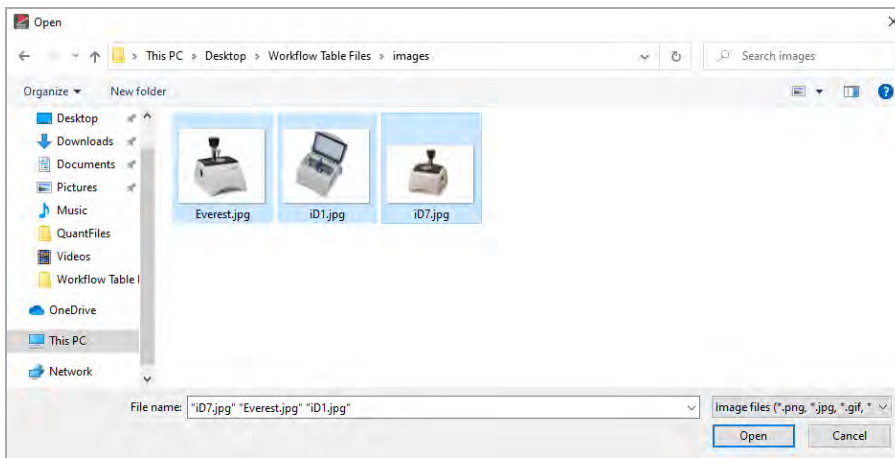 Open
This PC > Desktop > Workflow Table Files > images
Search images
Organize
New folder
Desktop
Downloads
Documents
Pictures
Music
QuantFiles
Videos
Workflow Table
OneDrive
This PC
Network
Everest.jpg
iD1.jpg
iD7.jpg
File name: "iD7.jpg" "Everest.jpg" "iD1.jpg"
Image files (*.png, *.jpg, *.gif, *
Open
Cancel